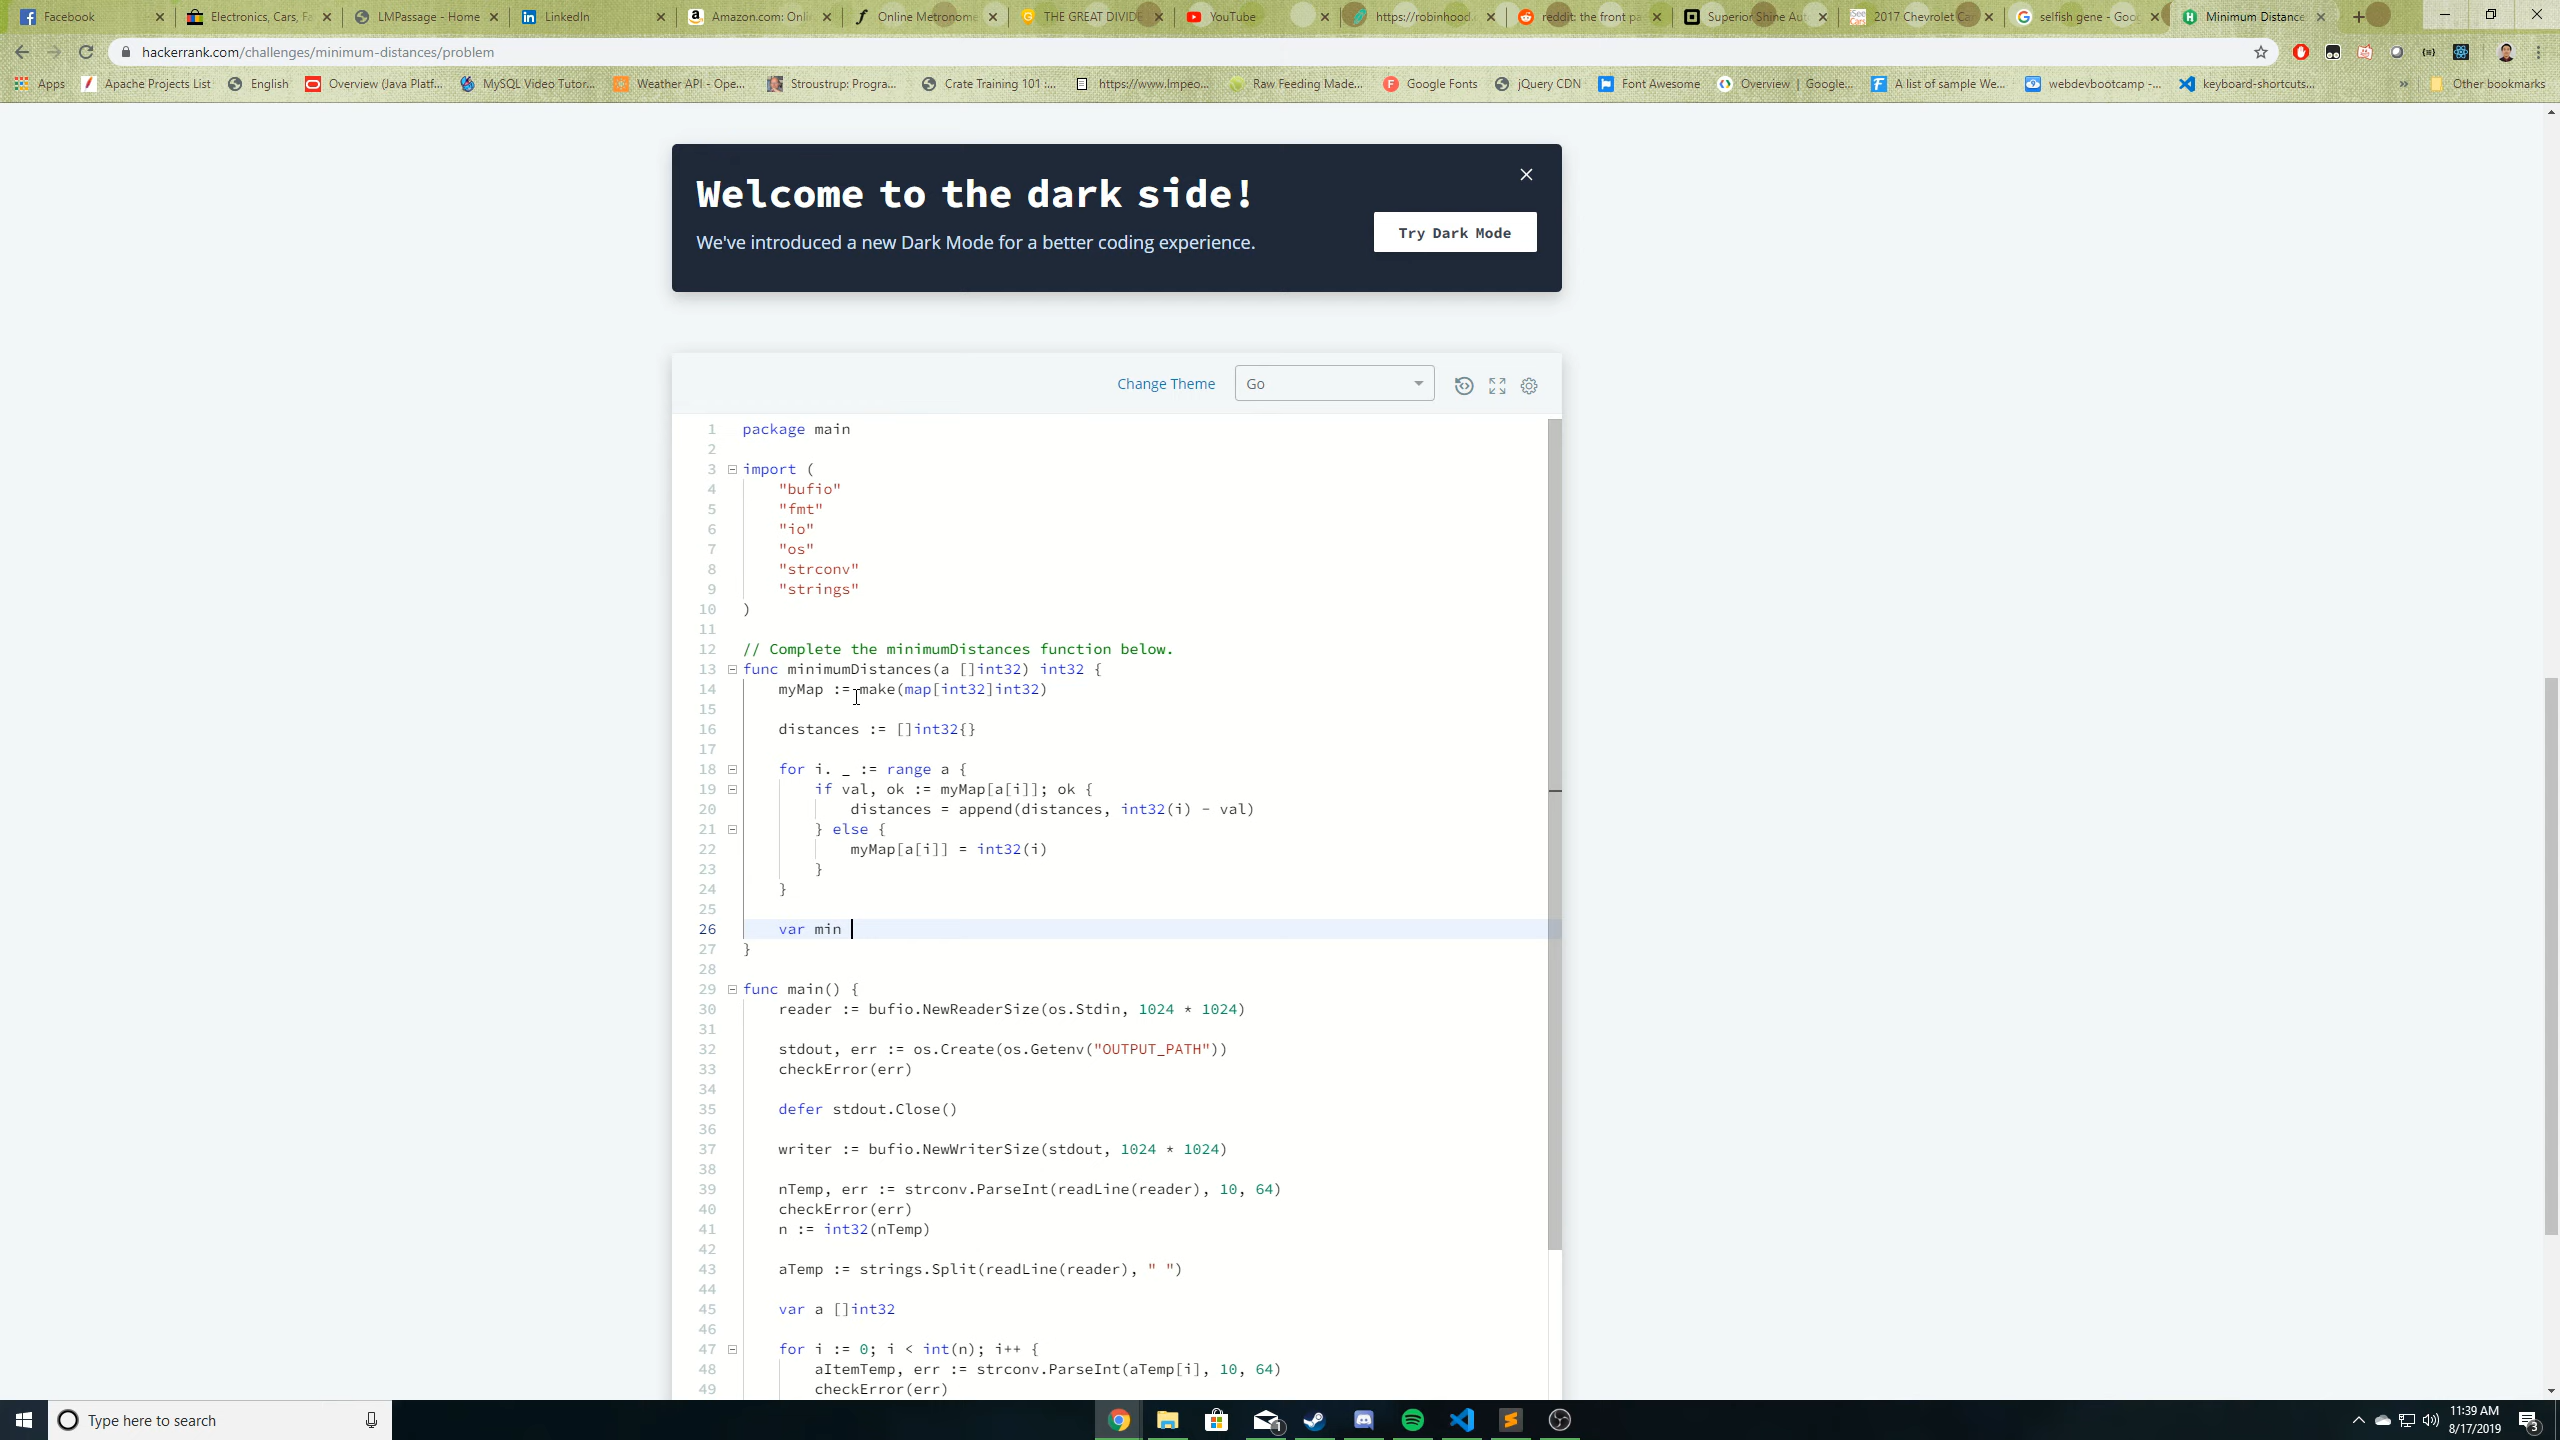 Facebook
Electronics, Cars, Fa
LMPassage - Home
LinkedIn
Amazon.com: Onli
Online Metronome
THE GREAT DIVIDE
YouTube
https://robinhood.
reddit: the front pa
Superior Shine Aut
2017 Chevrolet Ca
selfish gene - Goo
Minimum Distance
hackerrank.com/challenges/minimum-distances/problem
Apps
Apache Projects List
English
Overview (Java Platf...
MySQL Video Tutor...
Weather API - Ope...
Stroustrup: Progra...
Crate Training 101 :...
https://www.lmpeo...
Raw Feeding Made...
Google Fonts
jQuery CDN
Font Awesome
Overview | Google...
A list of sample We...
webdevbootcamp -...
keyboard-shortcuts...
»
Other bookmarks
Welcome to the dark side!
We've introduced a new Dark Mode for a better coding experience.
Try Dark Mode
Change Theme
Go
1 package main
2
3 import (
4 "bufio"
5 "fmt"
6 "io"
7 "os"
8 "strconv"
9 "strings"
10 )
11
12 // Complete the minimumDistances function below.
13 func minimumDistances(a []int32) int32 {
14 myMap := make(map[int32]int32)
15
16 distances := []int32{}
17
18 for i. _ := range a {
19 if val, ok := myMap[a[i]]; ok {
20 distances = append(distances, int32(i) - val)
21 } else {
22 myMap[a[i]] = int32(i)
23 }
24 }
25
26 var min
27 }
28
29 func main() {
30 reader := bufio.NewReaderSize(os.Stdin, 1024 * 1024)
31
32 stdout, err := os.Create(os.Getenv("OUTPUT_PATH"))
33 checkError(err)
34
35 defer stdout.Close()
36
37 writer := bufio.NewWriterSize(stdout, 1024 * 1024)
38
39 nTemp, err := strconv.ParseInt(readLine(reader), 10, 64)
40 checkError(err)
41 n := int32(nTemp)
42
43 aTemp := strings.Split(readLine(reader), " ")
44
45 var a []int32
46
47 for i := 0; i < int(n); i++ {
48 aItemTemp, err := strconv.ParseInt(aTemp[i], 10, 64)
49 checkError(err)
Type here to search
1
11:39 AM
8/17/2019
3